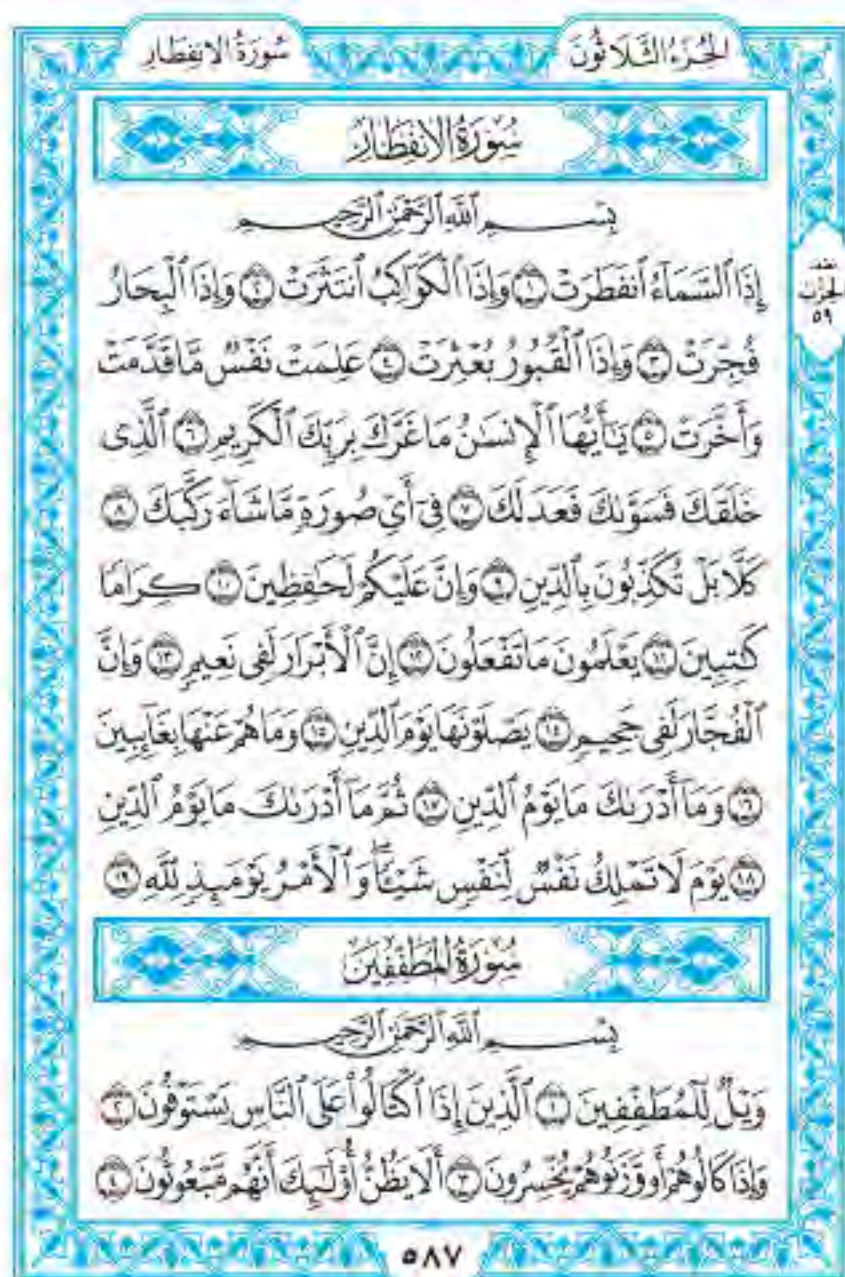 الجُزءُ الثَّلَاثُونَ
سُورَةُ الانفِطَارِ
سُورَةُ الانفِطَارِ
بِسْمِ ٱللَّهِ ٱلرَّحْمَٰنِ ٱلرَّحِيمِ
إِذَا ٱلسَّمَآءُ ٱنفَطَرَتْ ١ وَإِذَا ٱلْكَوَاكِبُ ٱنتَثَرَتْ ٢ وَإِذَا ٱلْبِحَارُ
فُجِّرَتْ ٣ وَإِذَا ٱلْقُبُورُ بُعْثِرَتْ ٤ عَلِمَتْ نَفْسٌ مَّا قَدَّمَتْ
وَأَخَّرَتْ ٥ يَٰٓأَيُّهَا ٱلْإِنسَٰنُ مَا غَرَّكَ بِرَبِّكَ ٱلْكَرِيمِ ٦ ٱلَّذِى
خَلَقَكَ فَسَوَّىٰكَ فَعَدَلَكَ ٧ فِىٓ أَىِّ صُورَةٍ مَّا شَآءَ رَكَّبَكَ ٨
كَلَّا بَلْ تُكَذِّبُونَ بِٱلدِّينِ ٩ وَإِنَّ عَلَيْكُمْ لَحَٰفِظِينَ ١٠ كِرَامًا
كَٰتِبِينَ ١١ يَعْلَمُونَ مَا تَفْعَلُونَ ١٢ إِنَّ ٱلْأَبْرَارَ لَفِى نَعِيمٍ ١٣ وَإِنَّ
ٱلْفُجَّارَ لَفِى جَحِيمٍ ١٤ يَصْلَوْنَهَا يَوْمَ ٱلدِّينِ ١٥ وَمَا هُمْ عَنْهَا بِغَآئِبِينَ
١٦ وَمَآ أَدْرَىٰكَ مَا يَوْمُ ٱلدِّينِ ١٧ ثُمَّ مَآ أَدْرَىٰكَ مَا يَوْمُ ٱلدِّينِ
١٨ يَوْمَ لَا تَمْلِكُ نَفْسٌ لِّنَفْسٍ شَيْـًٔا ۖ وَٱلْأَمْرُ يَوْمَئِذٍ لِّلَّهِ ١٩
سُورَةُ المُطَفِّفِينَ
بِسْمِ ٱللَّهِ ٱلرَّحْمَٰنِ ٱلرَّحِيمِ
وَيْلٌ لِّلْمُطَفِّفِينَ ١ ٱلَّذِينَ إِذَا ٱكْتَالُوا۟ عَلَى ٱلنَّاسِ يَسْتَوْفُونَ ٢
وَإِذَا كَالُوهُمْ أَو وَّزَنُوهُمْ يُخْسِرُونَ ٣ أَلَا يَظُنُّ أُو۟لَٰٓئِكَ أَنَّهُم مَّبْعُوثُونَ ٤
نصف
الحزب
٥٩
٥٨٧